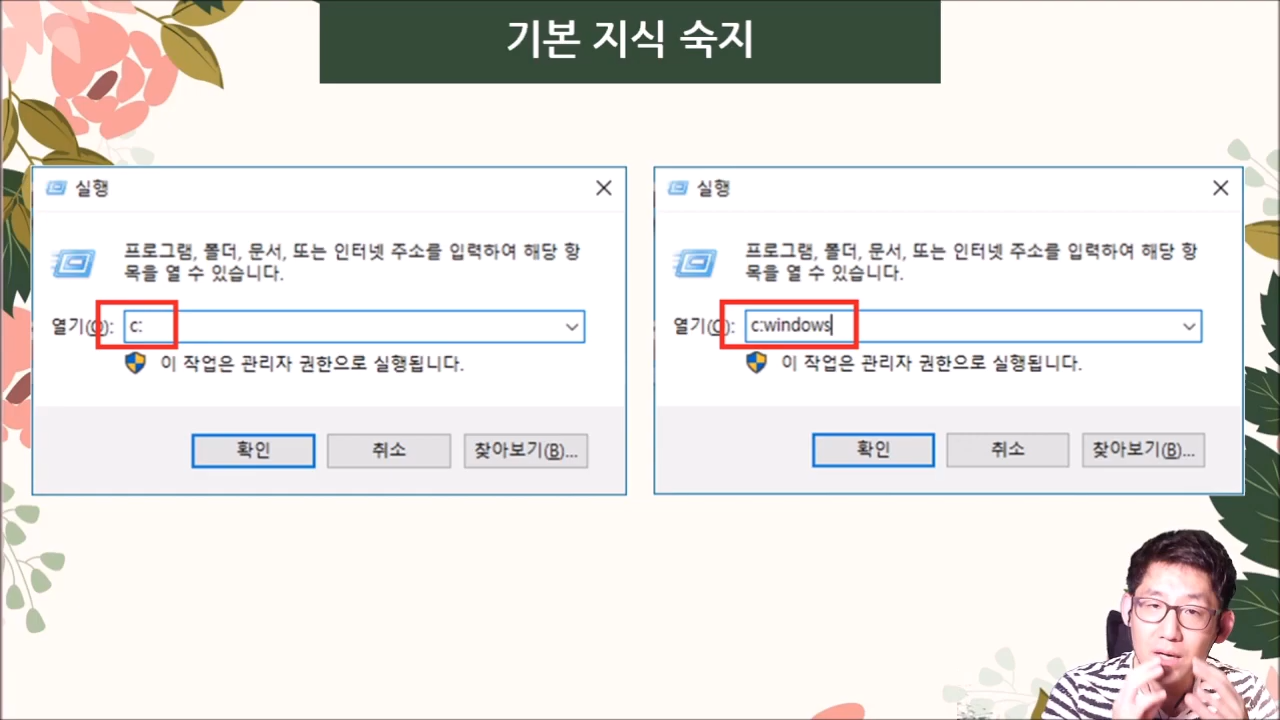 기본 지식 숙지
실행
프로그램, 폴더, 문서, 또는 인터넷 주소를 입력하여 해당 항
목을 열 수 있습니다.
열기(O): c:
이 작업은 관리자 권한으로 실행됩니다.
확인 취소 찾아보기(B)...
실행
프로그램, 폴더, 문서, 또는 인터넷 주소를 입력하여 해당 항
목을 열 수 있습니다.
열기(O): c:windows
이 작업은 관리자 권한으로 실행됩니다.
확인 취소 찾아보기(B)...